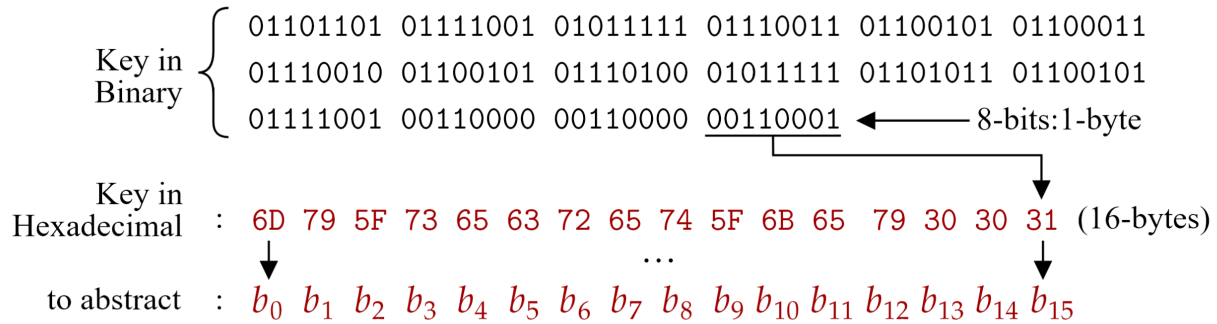 01101101 01111001 01011111 01110011 01100101 01100011
Key in
Binary
01110010 01100101 01110100 01011111 01101011 01100101
01111001 00110000 00110000 00110001
8-bits:1-byte
Key in
Hexadecimal : 6D 79 5F 73 65 63 72 65 74 5F 6B 65 79 30 30 31 (16-bytes)
...
to abstract : b0 b1 b2 b3 b4 b5 b6 b7 b8 b9 b10 b11 b12 b13 b14 b15